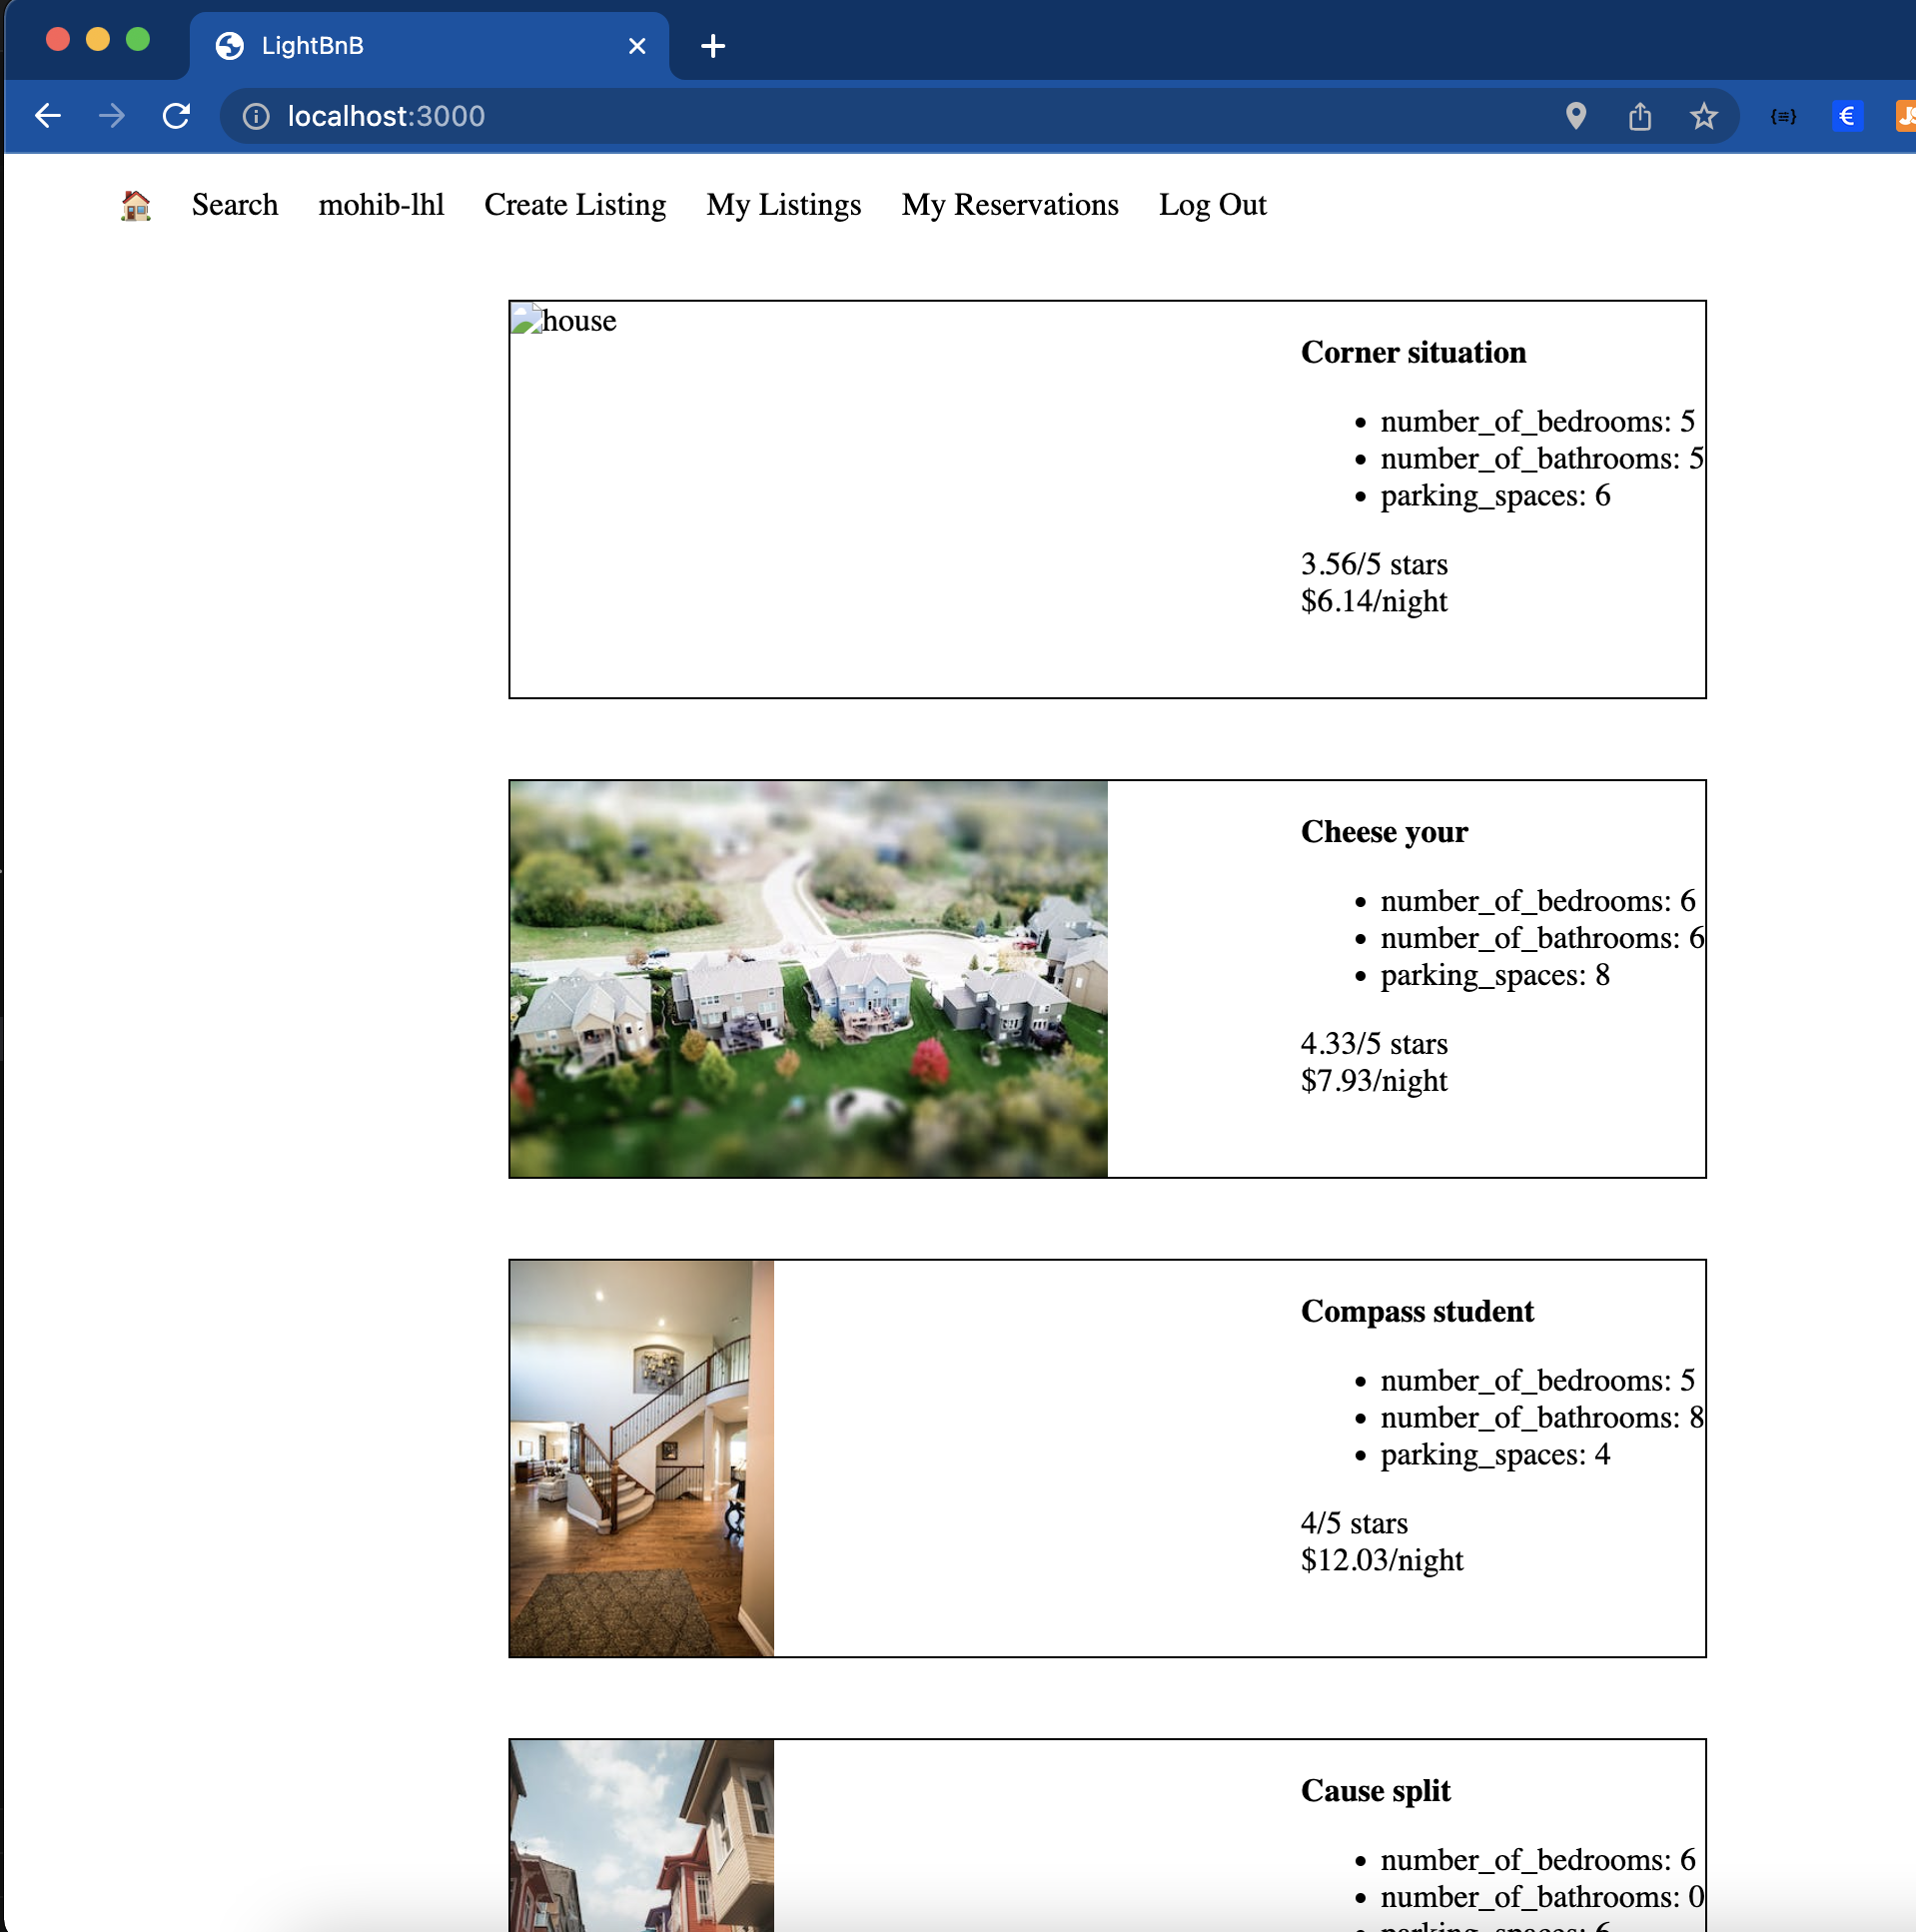 LightBnB
localhost:3000
{≡} € JS
Search mohib-lhl Create Listing My Listings My Reservations Log Out
house
Corner situation
number_of_bedrooms: 5
number_of_bathrooms: 5
parking_spaces: 6
3.56/5 stars
$6.14/night
Cheese your
number_of_bedrooms: 6
number_of_bathrooms: 6
parking_spaces: 8
4.33/5 stars
$7.93/night
Compass student
number_of_bedrooms: 5
number_of_bathrooms: 8
parking_spaces: 4
4/5 stars
$12.03/night
Cause split
number_of_bedrooms: 6
number_of_bathrooms: 0
parking_spaces: 6